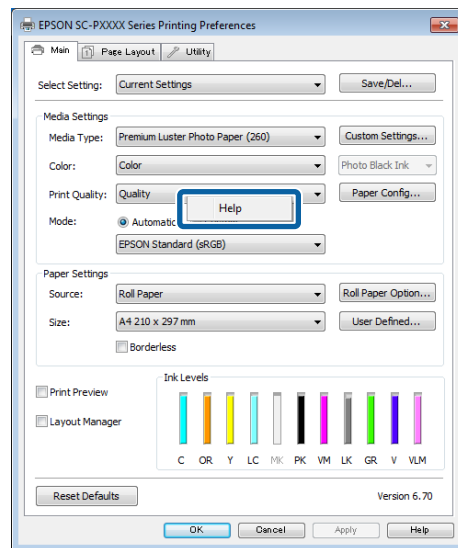 EPSON SC-PXXXX Series Printing Preferences
Main Page Layout Utility
Select Setting: Current Settings Save/Del...
Media Settings
Media Type: Premium Luster Photo Paper (260) Custom Settings...
Color: Color Photo Black Ink
Print Quality: Quality Paper Config...
Help
Mode: Automatic
EPSON Standard (sRGB)
Paper Settings
Source: Roll Paper Roll Paper Option...
Size: A4 210 x 297 mm User Defined...
Borderless
Ink Levels
Print Preview
Layout Manager
C OR Y LC MK PK VM LK GR V VLM
Reset Defaults Version 6.70
OK Cancel Apply Help